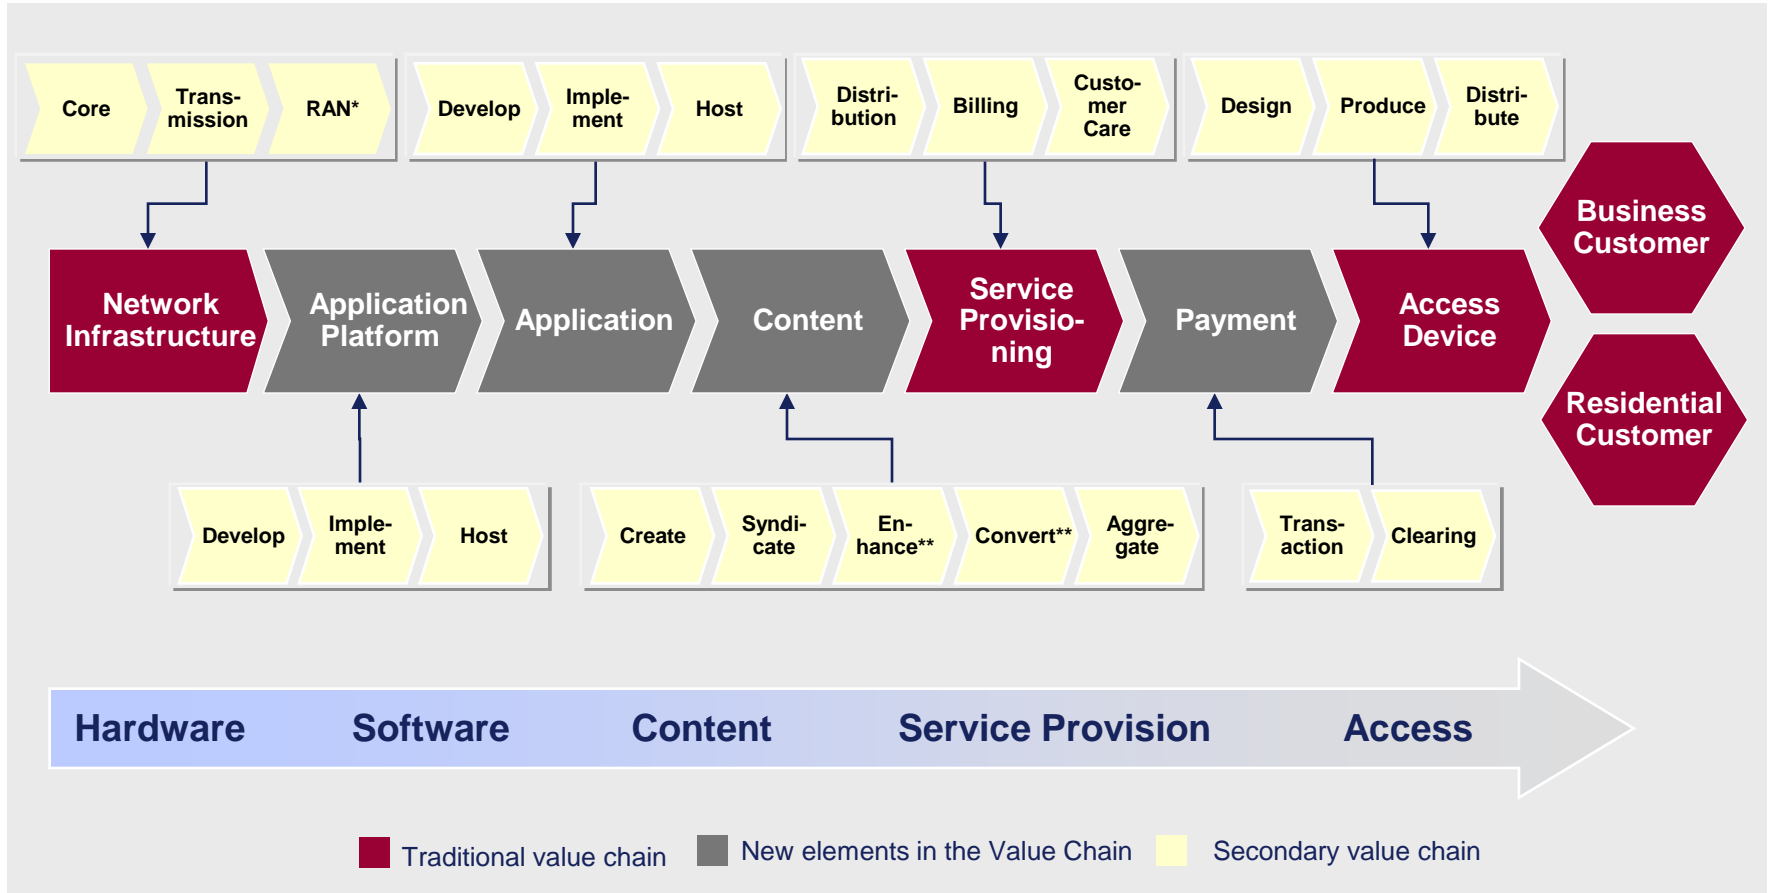 Core
Trans-
mission
RAN*
Develop
Imple-
ment
Host
Distri-
bution
Billing
Custo-
mer
Care
Design
Produce
Distri-
bute
Business
Customer
Network
Infrastructure
Application
Platform
Application
Content
Service
Provisio-
ning
Payment
Access
Device
Residential
Customer
Develop
Imple-
ment
Host
Create
Syndi-
cate
En-
hance**
Convert**
Aggre-
gate
Trans-
action
Clearing
Hardware
Software
Content
Service Provision
Access
Traditional value chain
New elements in the Value Chain
Secondary value chain